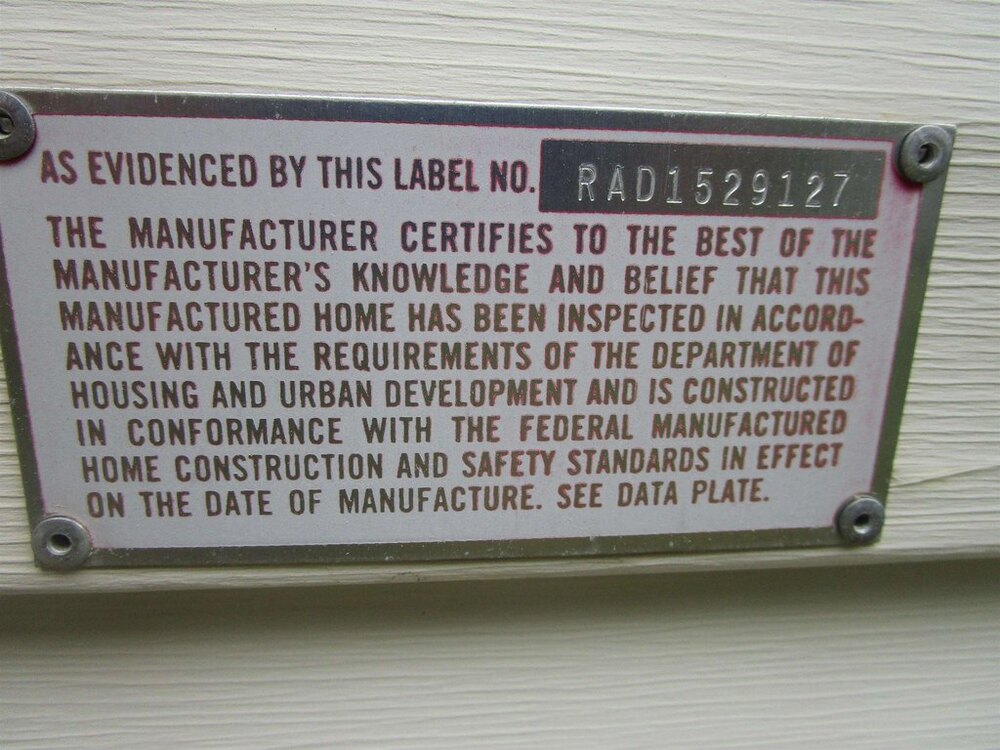 AS EVIDENCED BY THIS LABEL NO. RAD1529127
THE MANUFACTURER CERTIFIES TO THE BEST OF THE
MANUFACTURER'S KNOWLEDGE AND BELIEF THAT THIS
MANUFACTURED HOME HAS BEEN INSPECTED IN ACCORD-
ANCE WITH THE REQUIREMENTS OF THE DEPARTMENT OF
HOUSING AND URBAN DEVELOPMENT AND IS CONSTRUCTED
IN CONFORMANCE WITH THE FEDERAL MANUFACTURED
HOME CONSTRUCTION AND SAFETY STANDARDS IN EFFECT
ON THE DATE OF MANUFACTURE. SEE DATA PLATE.